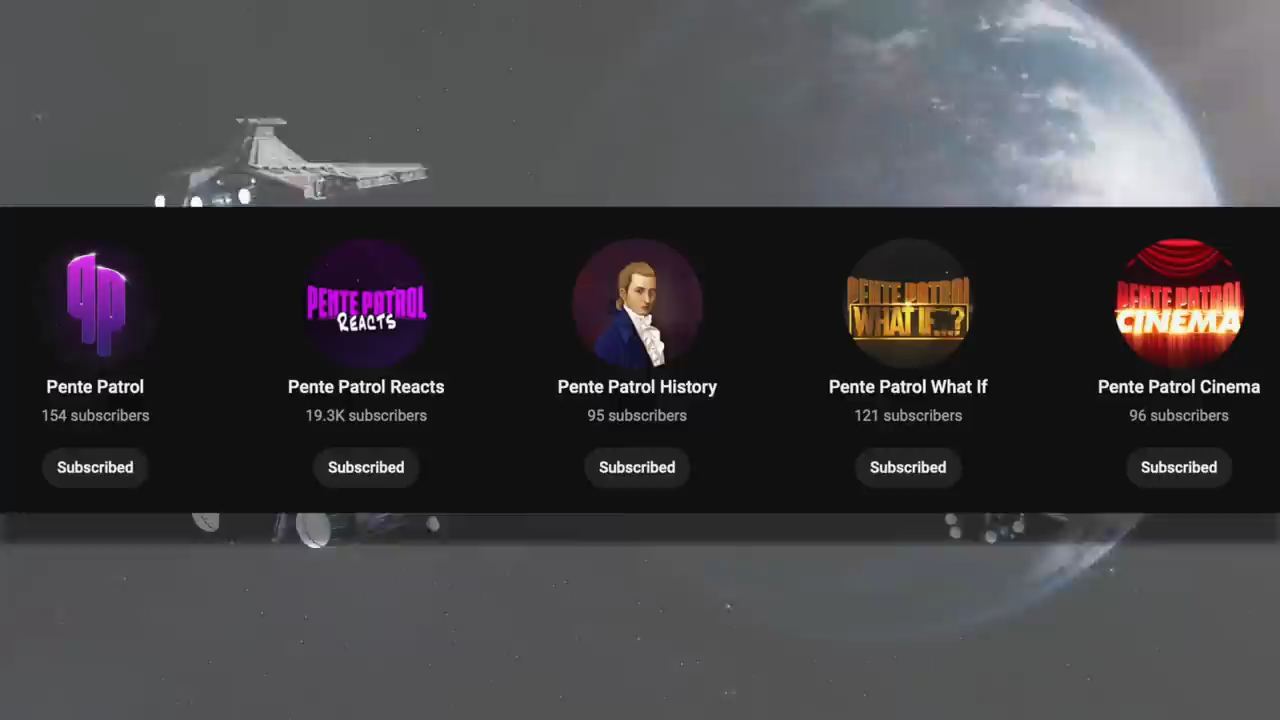 PENTE PATROL
REACTS
PENTE PATROL
WHAT IF...?
PENTE PATROL
CINEMA
Pente Patrol
154 subscribers
Subscribed
Pente Patrol Reacts
19.3K subscribers
Subscribed
Pente Patrol History
95 subscribers
Subscribed
Pente Patrol What If
121 subscribers
Subscribed
Pente Patrol Cinema
96 subscribers
Subscribed